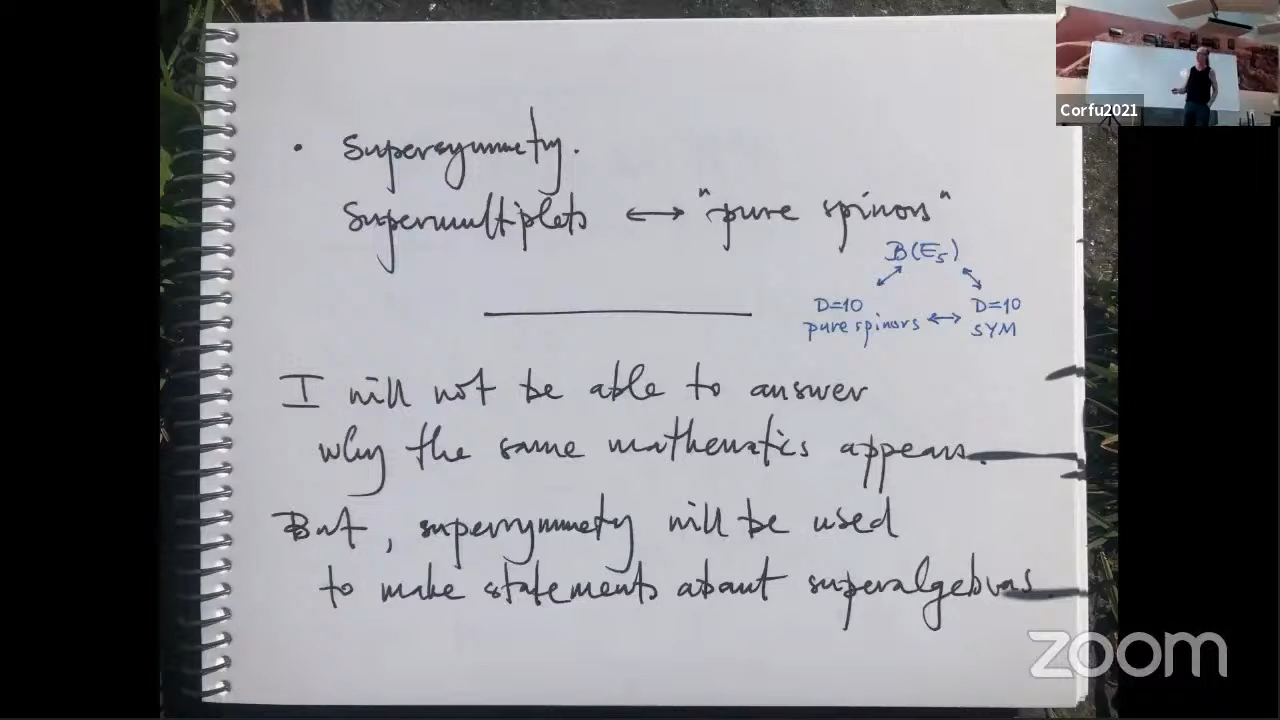 Corfu2021
• Supersymmetry.
Supermultiplets ↔ "pure spinors"
B(E₅)
D=10 D=10
pure spinors ↔ SYM
I will not be able to answer
why the same mathematics appears.
But, supersymmetry will be used
to make statements about superalgebras.
zoom